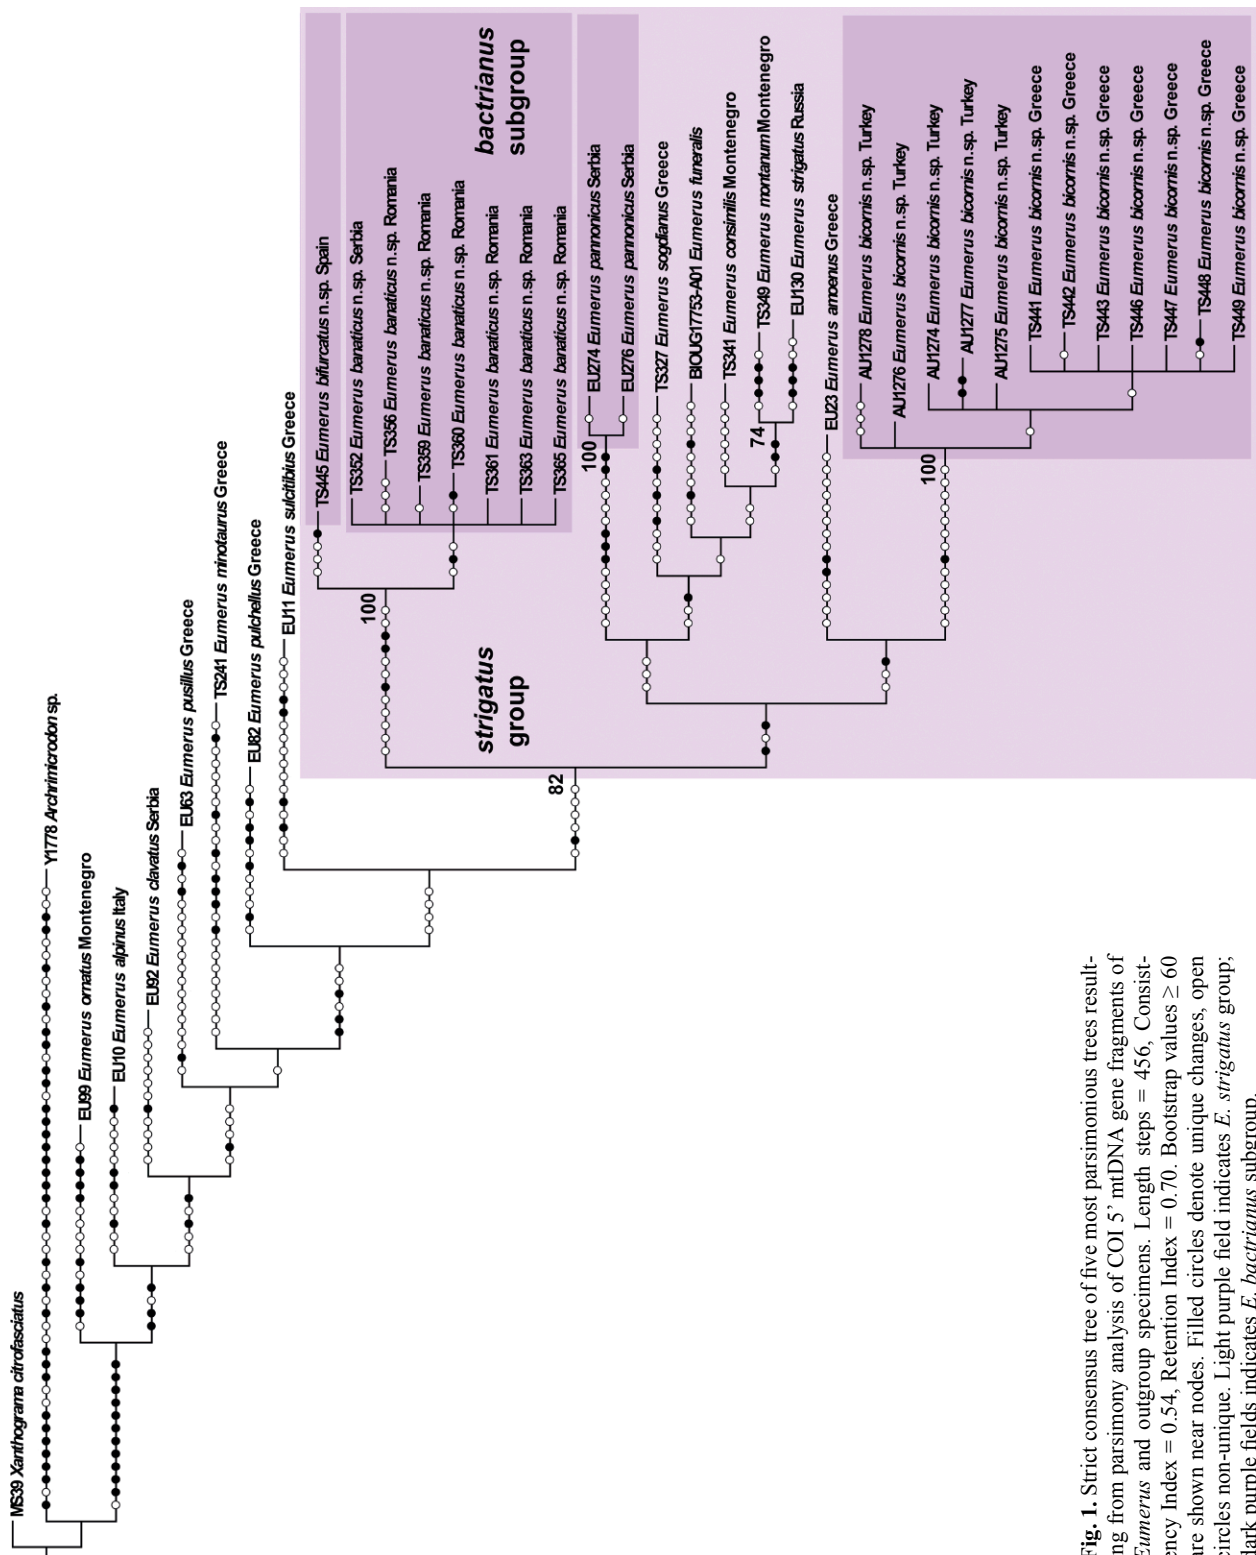 MS39 Xanthograma citrofasciatus
Y1778 Archrimicrodon sp.
EU99 Eumerus ornatus Montenegro
EU10 Eumerus alpinus Italy
EU92 Eumerus clavatus Serbia
EU63 Eumerus pusillus Greece
TS241 Eumerus minotaurus Greece
EU82 Eumerus pulchellus Greece
EU11 Eumerus sulcitibius Greece
TS445 Eumerus bifurcatus n.sp. Spain
TS352 Eumerus banaticus n.sp. Serbia
TS356 Eumerus banaticus n.sp. Romania
TS359 Eumerus banaticus n.sp. Romania
TS360 Eumerus banaticus n.sp. Romania
TS361 Eumerus banaticus n.sp. Romania
TS363 Eumerus banaticus n.sp. Romania
TS365 Eumerus banaticus n.sp. Romania
bactrianus
subgroup
100
strigatus
group
82
EU274 Eumerus pannonicus Serbia
EU276 Eumerus pannonicus Serbia
100
TS327 Eumerus sogdianus Greece
BIOUG17753-A01 Eumerus funeralis
TS341 Eumerus consimilis Montenegro
TS349 Eumerus montanum Montenegro
EU130 Eumerus strigatus Russia
74
EU23 Eumerus amoenus Greece
AU1278 Eumerus bicornis n.sp. Turkey
AU1276 Eumerus bicornis n.sp. Turkey
AU1274 Eumerus bicornis n.sp. Turkey
AU1277 Eumerus bicornis n.sp. Turkey
AU1275 Eumerus bicornis n.sp. Turkey
TS441 Eumerus bicornis n.sp. Greece
TS442 Eumerus bicornis n.sp. Greece
TS443 Eumerus bicornis n.sp. Greece
TS446 Eumerus bicornis n.sp. Greece
TS447 Eumerus bicornis n.sp. Greece
TS448 Eumerus bicornis n.sp. Greece
TS449 Eumerus bicornis n.sp. Greece
100
Fig. 1. Strict consensus tree of five most parsimonious trees result-
ng from parsimony analysis of COI 5' mtDNA gene fragments of
Eumerus and outgroup specimens. Length steps = 456, Consist-
ency Index = 0.54, Retention Index = 0.70. Bootstrap values ≥ 60
are shown near nodes. Filled circles denote unique changes, open
circles non-unique. Light purple field indicates E. strigatus group;
dark purple fields indicates E. bactrianus subgroup.